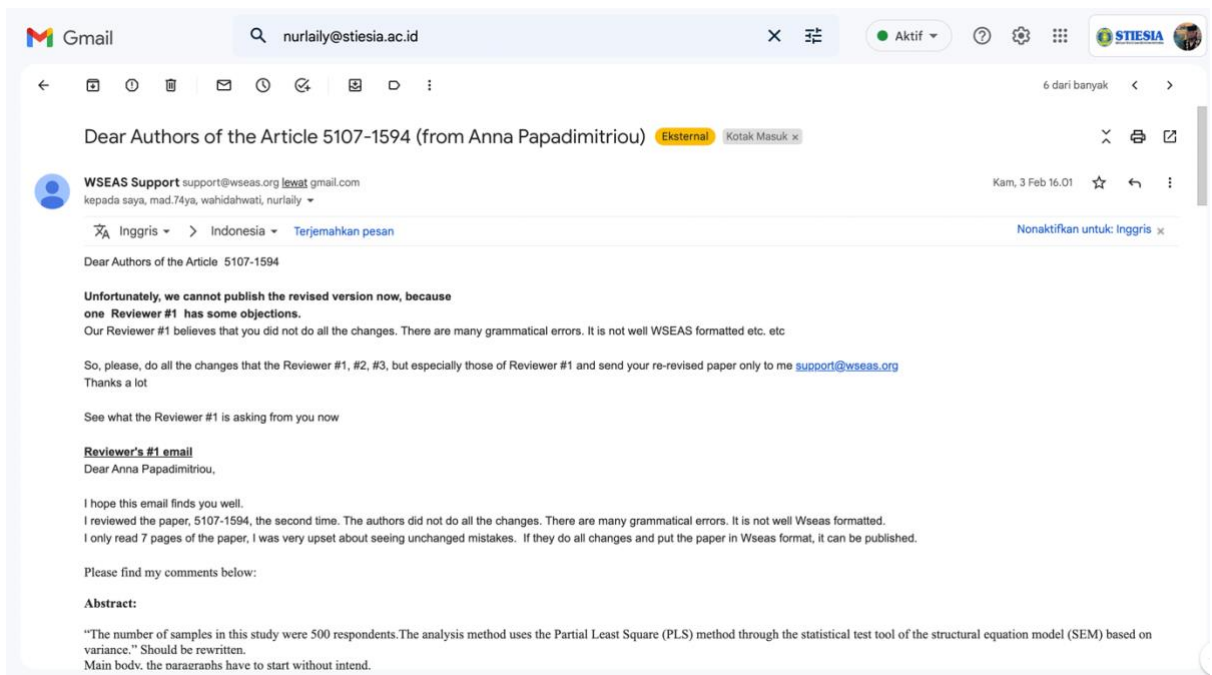 Gmail
nurlaily@stiesia.ac.id
Aktif
STIESIA
6 dari banyak
Dear Authors of the Article 5107-1594 (from Anna Papadimitriou) Eksternal Kotak Masuk ×
WSEAS Support support@wseas.org lewat gmail.com
Kam, 3 Feb 16.01
kepada saya, mad.74ya, wahidahwati, nurlaily
Inggris > Indonesia Terjemahkan pesan
Nonaktifkan untuk: Inggris ×
Dear Authors of the Article 5107-1594
Unfortunately, we cannot publish the revised version now, because
one Reviewer #1 has some objections.
Our Reviewer #1 believes that you did not do all the changes. There are many grammatical errors. It is not well WSEAS formatted etc. etc
So, please, do all the changes that the Reviewer #1, #2, #3, but especially those of Reviewer #1 and send your re-revised paper only to me support@wseas.org
Thanks a lot
See what the Reviewer #1 is asking from you now
Reviewer's #1 email
Dear Anna Papadimitriou,
I hope this email finds you well.
I reviewed the paper, 5107-1594, the second time. The authors did not do all the changes. There are many grammatical errors. It is not well Wseas formatted.
I only read 7 pages of the paper, I was very upset about seeing unchanged mistakes. If they do all changes and put the paper in Wseas format, it can be published.
Please find my comments below:
Abstract:
“The number of samples in this study were 500 respondents.The analysis method uses the Partial Least Square (PLS) method through the statistical test tool of the structural equation model (SEM) based on
variance.” Should be rewritten.
Main body, the paragraphs have to start without intend.